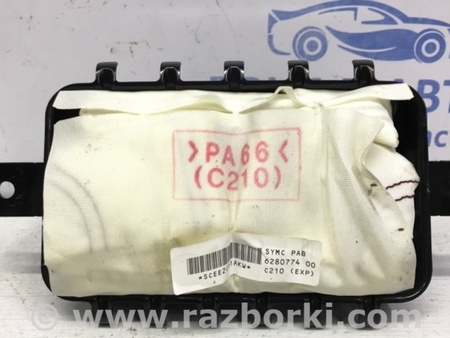 >PA66<
(C210)
SYMC PAB
6280774 00
C210 (EXP)
www.razborki.com